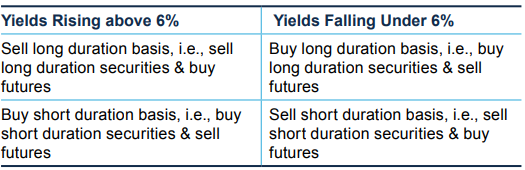 Yields Rising above 6%
Yields Falling Under 6%
Sell long duration basis, i.e., sell
long duration securities & buy
futures
Buy long duration basis, i.e., buy
long duration securities & sell
futures
Buy short duration basis, i.e., buy
short duration securities & sell
futures
Sell short duration basis, i.e., sell
short duration securities & buy
futures